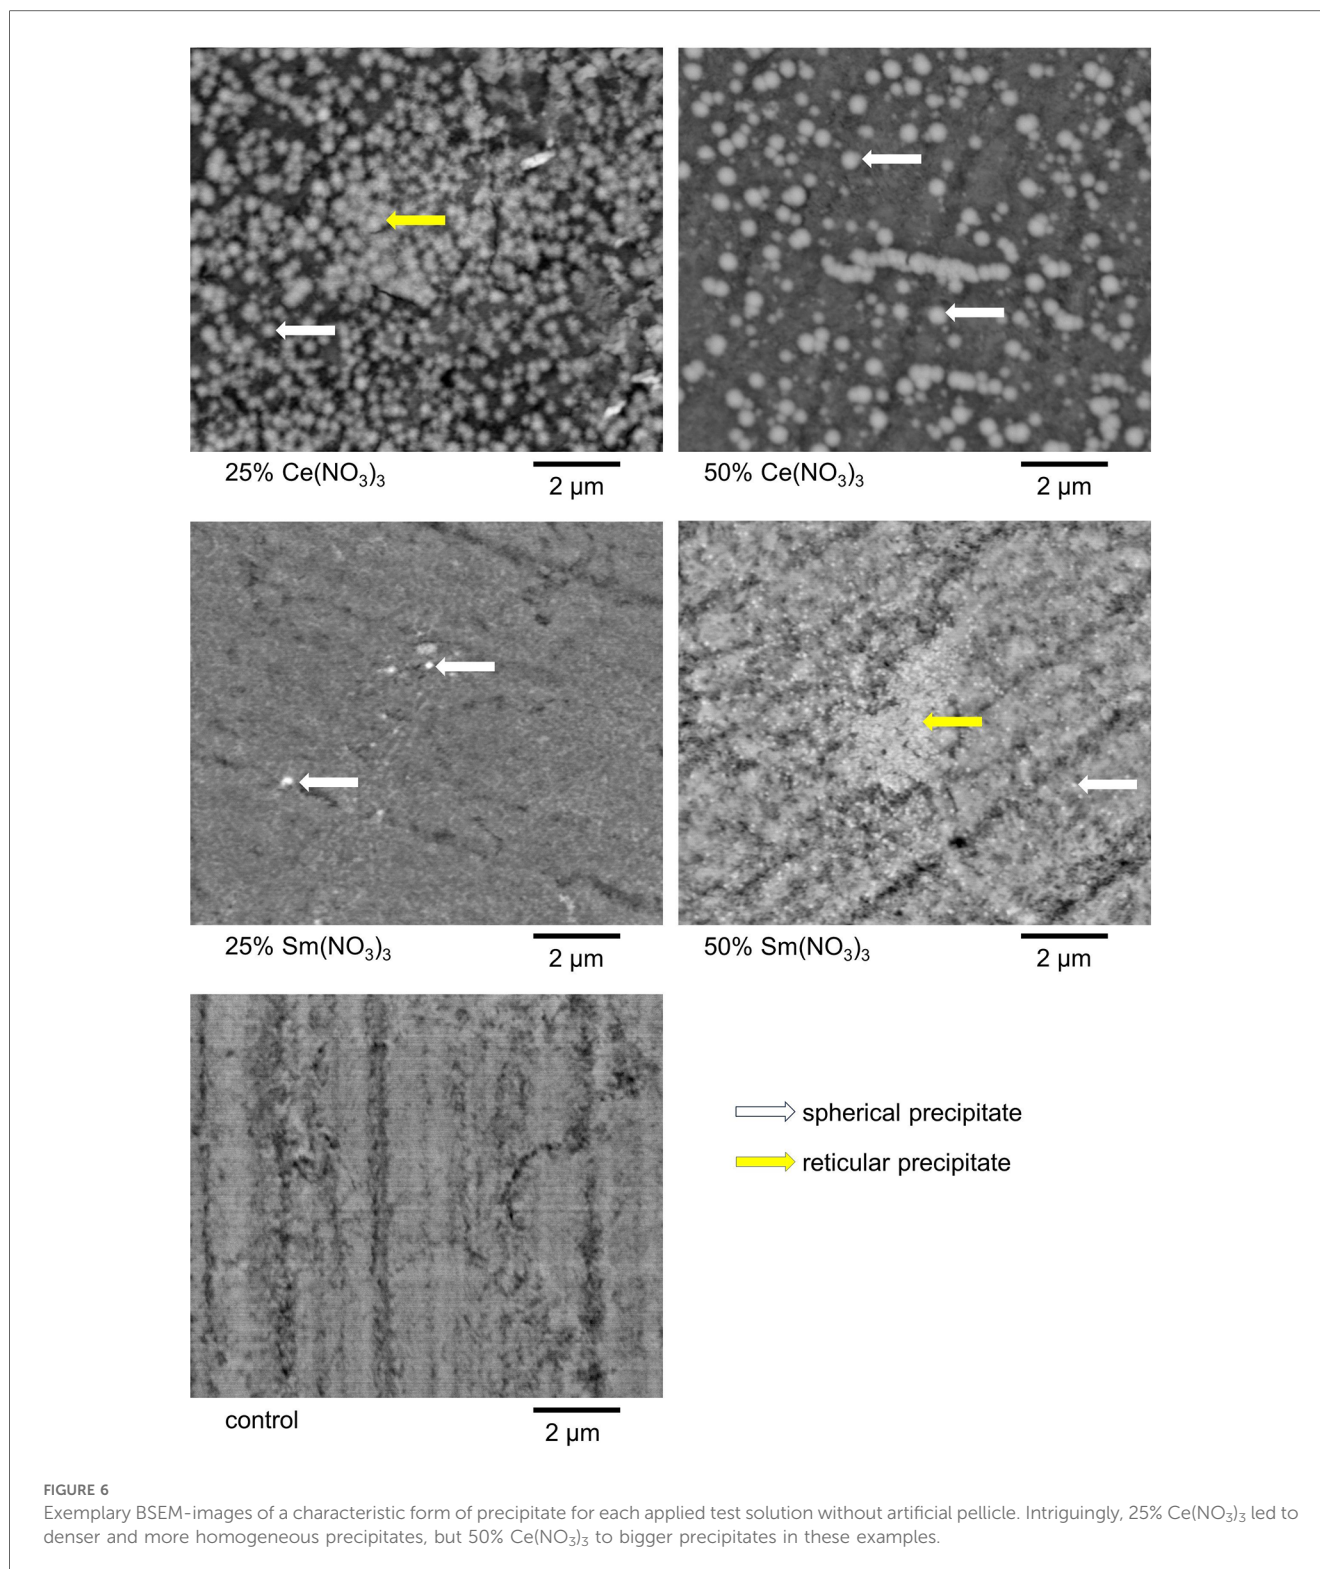 25% Ce(NO₃)₃
2 µm
50% Ce(NO₃)₃
2 µm
25% Sm(NO₃)₃
2 µm
50% Sm(NO₃)₃
2 µm
spherical precipitate
reticular precipitate
control
2 µm
FIGURE 6
Exemplary BSEM-images of a characteristic form of precipitate for each applied test solution without artificial pellicle. Intriguingly, 25% Ce(NO₃)₃ led to
denser and more homogeneous precipitates, but 50% Ce(NO₃)₃ to bigger precipitates in these examples.